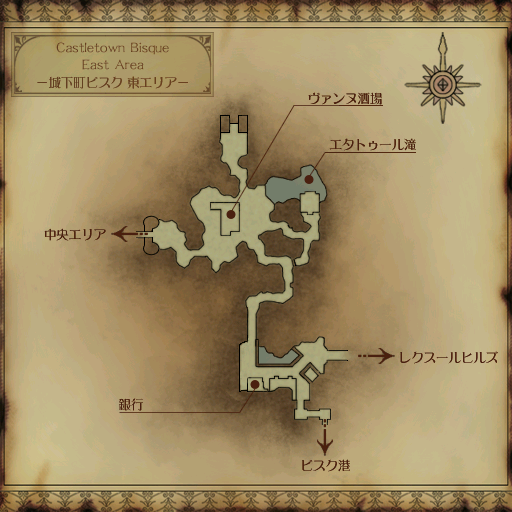 Castletown Bisque
East Area
－城下町ビスク 東エリア－
ヴァンヌ酒場
エタトゥール滝
中央エリア
レクスールヒルズ
銀行
ビスク港